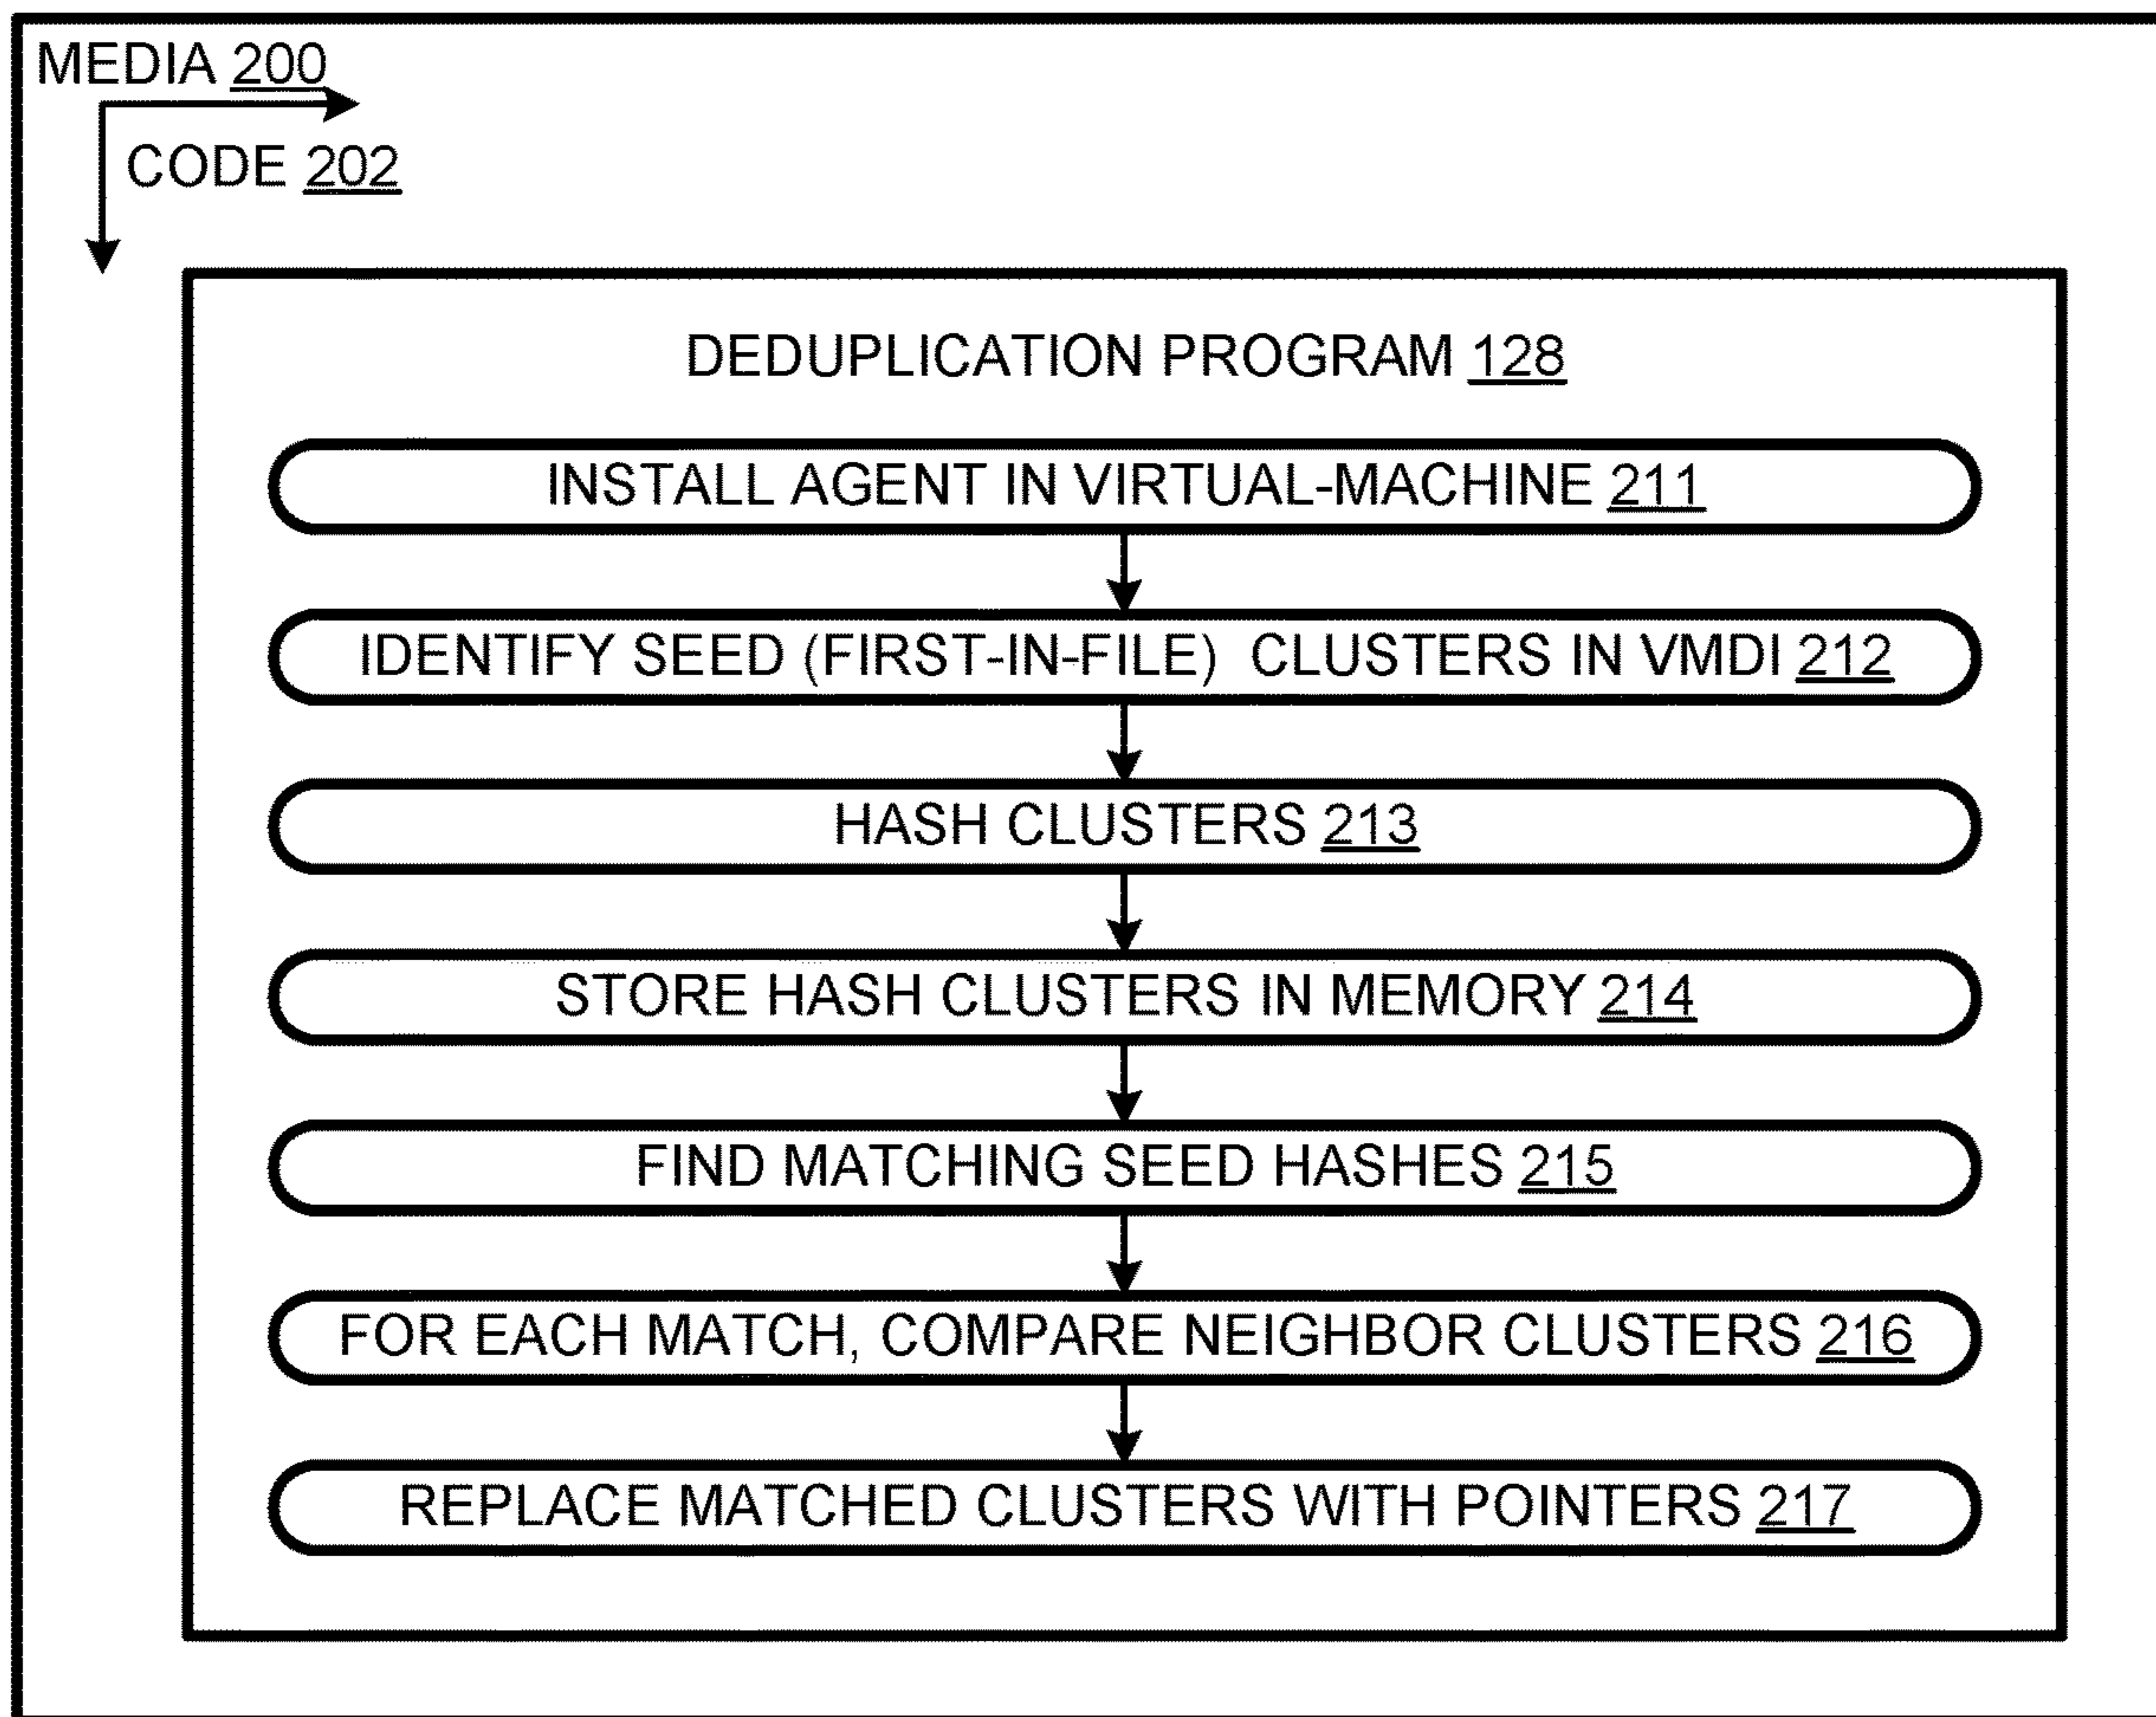 MEDIA 200
CODE 202
DEDUPLICATION PROGRAM 128
INSTALL AGENT IN VIRTUAL-MACHINE 211
IDENTIFY SEED (FIRST-IN-FILE) CLUSTERS IN VMDI 212
HASH CLUSTERS 213
STORE HASH CLUSTERS IN MEMORY 214
FIND MATCHING SEED HASHES 215
FOR EACH MATCH, COMPARE NEIGHBOR CLUSTERS 216
REPLACE MATCHED CLUSTERS WITH POINTERS 217